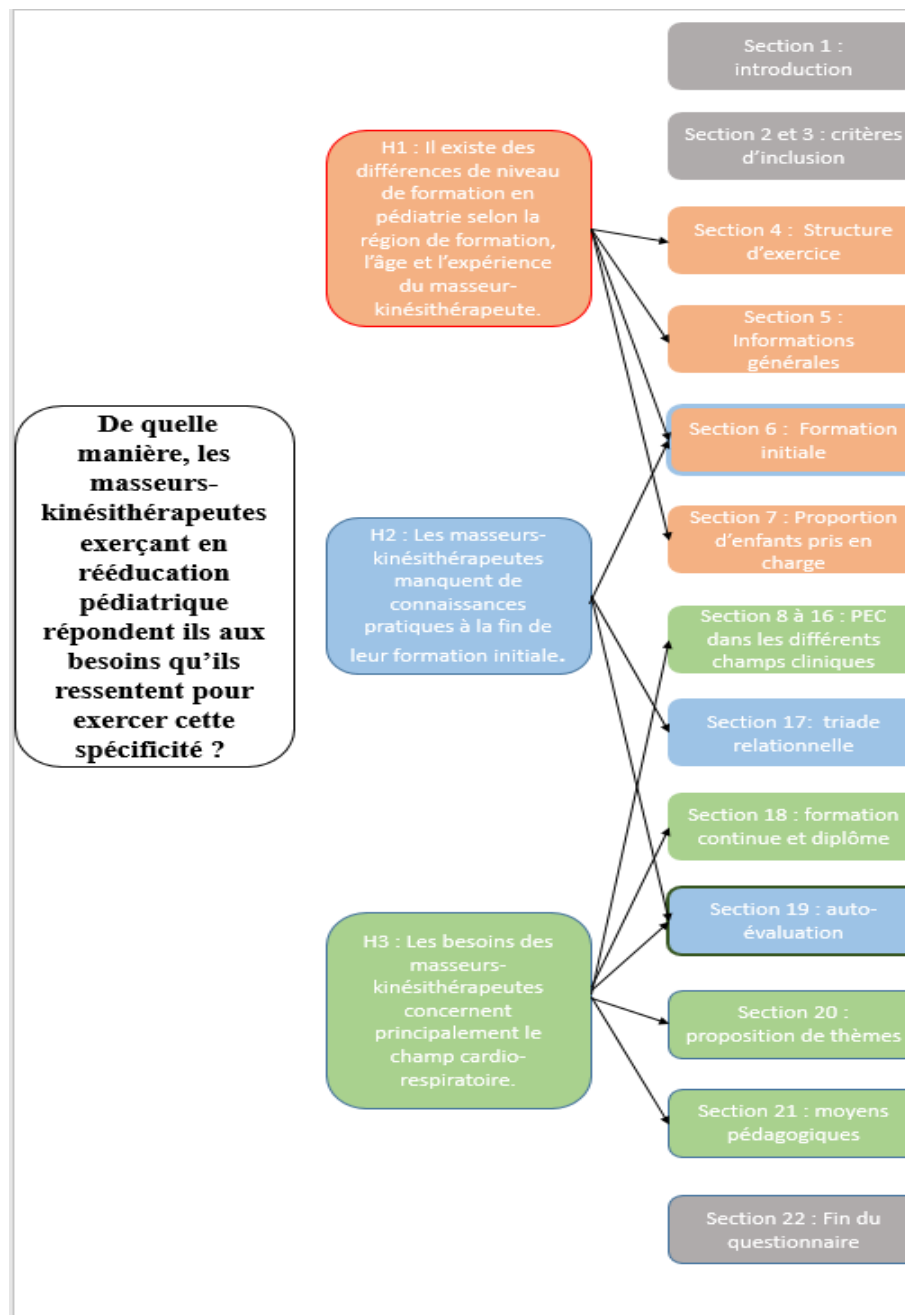 De quelle
manière, les
masseurs-
kinésithérapeutes
exerçant en
rééducation
pédiatrique
répondent ils aux
besoins qu'ils
ressentent pour
exercer cette
spécificité ?
H1 : Il existe des
différences de niveau
de formation en
pédiatrie selon la
région de formation,
l'âge et l'expérience
du masseur-
kinésithérapeute.
H2 : Les masseurs-
kinésithérapeutes
manquent de
connaissances
pratiques à la fin de
leur formation initiale.
H3 : Les besoins des
masseurs-
kinésithérapeutes
concernent
principalement le
champ cardio-
respiratoire.
Section 1 :
introduction
Section 2 et 3 : critères
d'inclusion
Section 4 : Structure
d'exercice
Section 5 :
Informations
générales
Section 6 : Formation
initiale
Section 7 : Proportion
d'enfants pris en
charge
Section 8 à 16 : PEC
dans les différents
champs cliniques
Section 17: triade
relationnelle
Section 18 : formation
continue et diplôme
Section 19 : auto-
évaluation
Section 20 :
proposition de thèmes
Section 21 : moyens
pédagogiques
Section 22 : Fin du
questionnaire